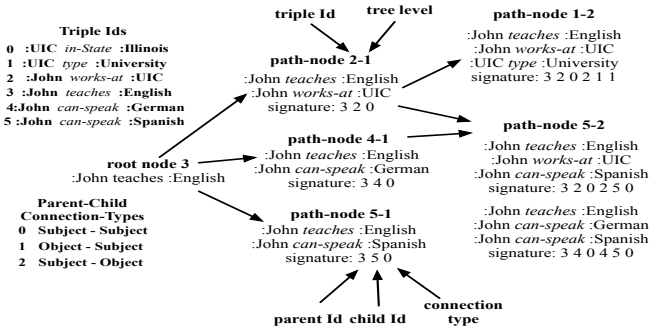 Triple Ids
0 :UIC in-State :Illinois
1 :UIC type :University
2 :John works-at :UIC
3 :John teaches :English
4:John can-speak :German
5 :John can-speak :Spanish
triple Id
tree level
path-node 2-1
:John teaches :English
:John works-at :UIC
signature: 3 2 0
path-node 1-2
:John teaches :English
:John works-at :UIC
:UIC type :University
signature: 3 2 0 2 1 1
root node 3
:John teaches :English
path-node 4-1
:John teaches :English
:John can-speak :German
signature: 3 4 0
path-node 5-2
:John teaches :English
:John works-at :UIC
:John can-speak :Spanish
signature: 3 2 0 2 5 0
:John teaches :English
:John can-speak :German
:John can-speak :Spanish
signature: 3 4 0 4 5 0
Parent-Child
Connection-Types
0 Subject - Subject
1 Object - Subject
2 Subject - Object
path-node 5-1
:John teaches :English
:John can-speak :Spanish
signature: 3 5 0
parent Id
child Id
connection
type